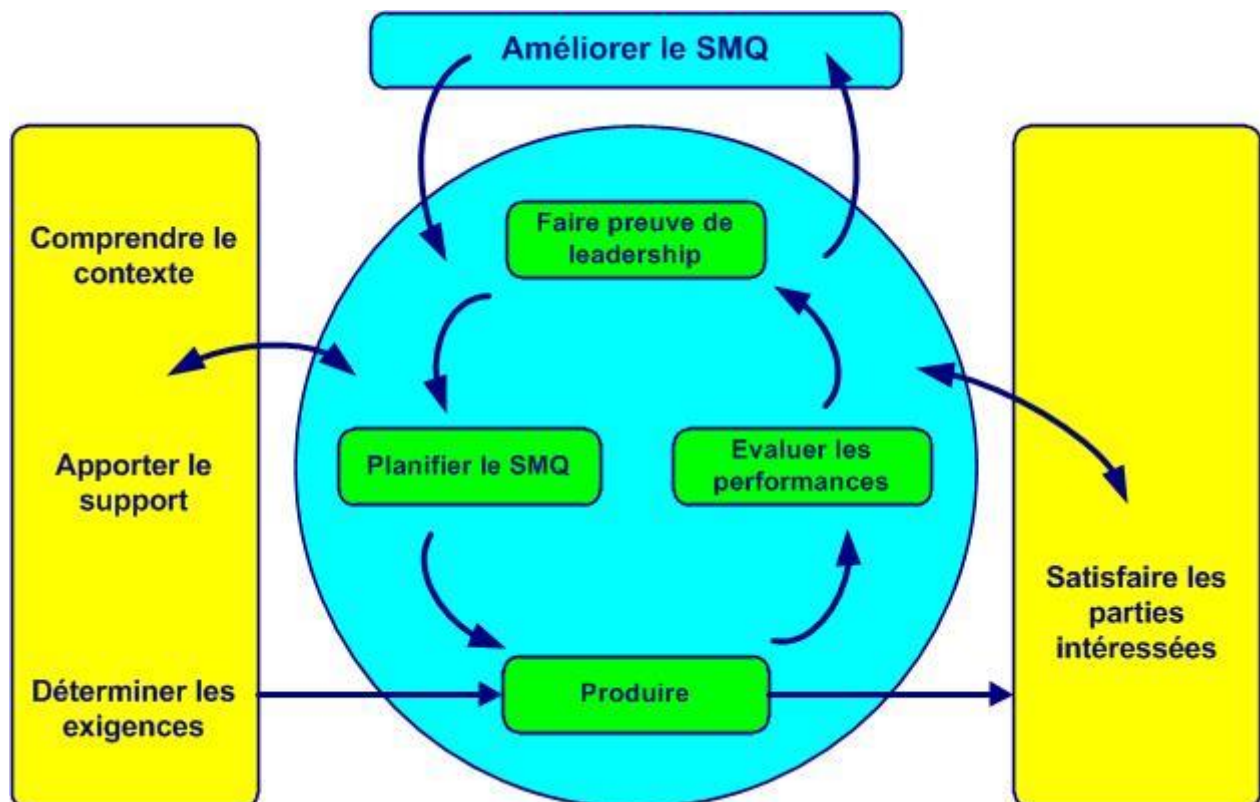 Améliorer le SMQ
Comprendre le
contexte
Apporter le
support
Déterminer les
exigences
Faire preuve de
leadership
Planifier le SMQ
Evaluer les
performances
Produire
Satisfaire les
parties
intéressées